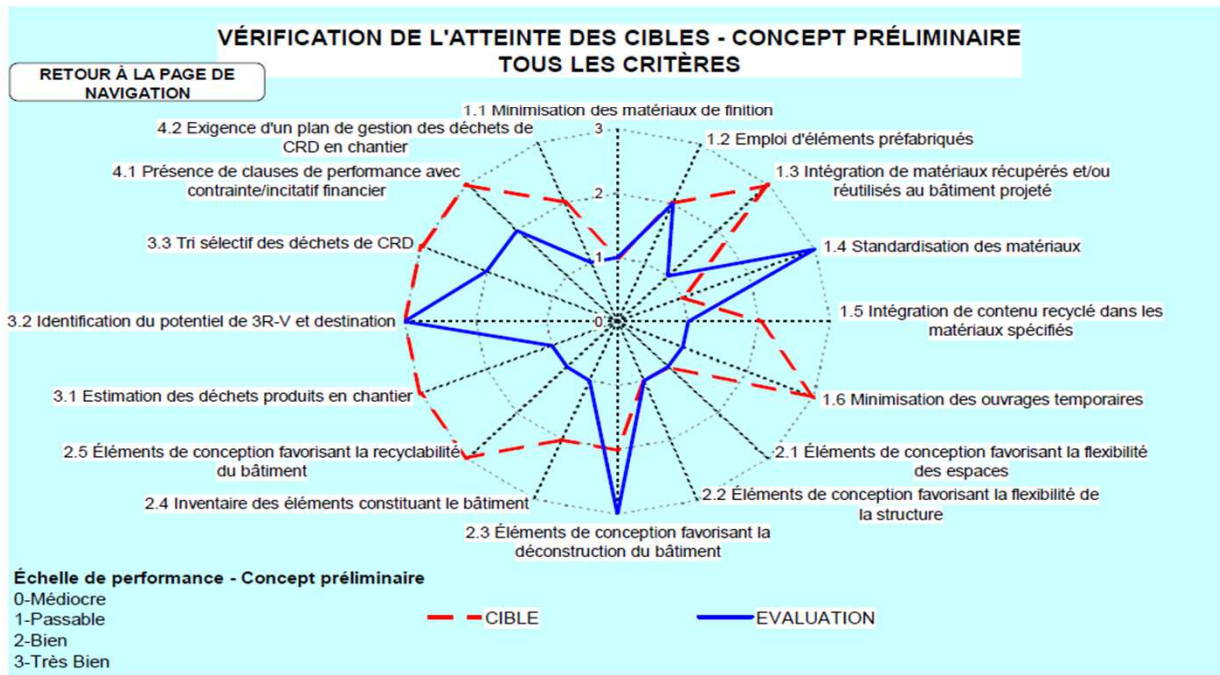 VÉRIFICATION DE L'ATTEINTE DES CIBLES - CONCEPT PRÉLIMINAIRE
TOUS LES CRITÈRES
RETOUR À LA PAGE DE
NAVIGATION
1.1 Minimisation des matériaux de finition
4.2 Exigence d'un plan de gestion des déchets de
CRD en chantier
3
1.2 Emploi d'éléments préfabriqués
4.1 Présence de clauses de performance avec
contrainte/incitatif financier
1.3 Intégration de matériaux récupérés et/ou
réutilisés au bâtiment projeté
2
3.3 Tri sélectif des déchets de CRD
1.4 Standardisation des matériaux
1
3.2 Identification du potentiel de 3R-V et destination
0
1.5 Intégration de contenu recyclé dans les
matériaux spécifiés
3.1 Estimation des déchets produits en chantier
1.6 Minimisation des ouvrages temporaires
2.5 Éléments de conception favorisant la recyclabilité
du bâtiment
2.1 Éléments de conception favorisant la flexibilité
des espaces
2.4 Inventaire des éléments constituant le bâtiment
2.2 Éléments de conception favorisant la flexibilité de
la structure
2.3 Éléments de conception favorisant la
déconstruction du bâtiment
Échelle de performance - Concept préliminaire
0-Médiocre
1-Passable
2-Bien
3-Très Bien
CIBLE
EVALUATION